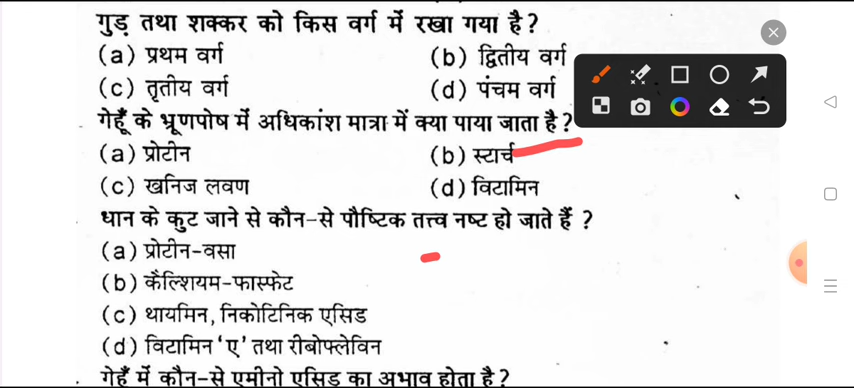 गुड़ तथा शक्कर को किस वर्ग में रखा गया है?
(a) प्रथम वर्ग (b) द्वितीय वर्ग
(c) तृतीय वर्ग (d) पंचम वर्ग
गेहूँ के भ्रूणपोष में अधिकांश मात्रा में क्या पाया जाता है?
(a) प्रोटीन (b) स्टार्च
(c) खनिज लवण (d) विटामिन
धान के कुट जाने से कौन-से पौष्टिक तत्त्व नष्ट हो जाते हैं ?
(a) प्रोटीन-वसा
(b) कैल्शियम-फास्फेट
(c) थायमिन, निकोटिनिक एसिड
(d) विटामिन 'ए' तथा रीबोफ्लेविन
गेहूँ में कौन-से एमीनो एसिड का अभाव होता है?